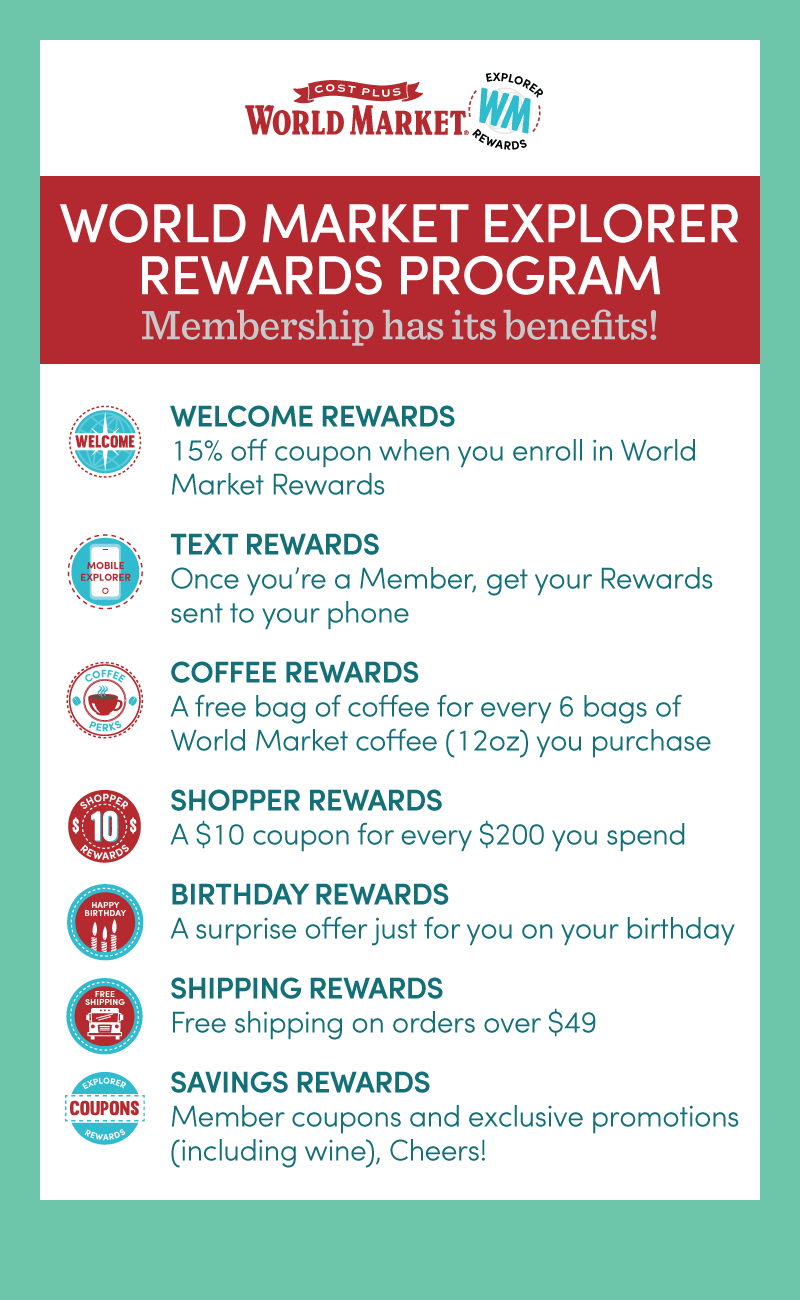 COST PLUS
WORLD MARKET®
EXPLORER
WM
REWARDS
WORLD MARKET EXPLORER
REWARDS PROGRAM
Membership has its benefits!
WELCOME
WELCOME REWARDS
15% off coupon when you enroll in World
Market Rewards
MOBILE
EXPLORER
TEXT REWARDS
Once you’re a Member, get your Rewards
sent to your phone
COFFEE
PERKS
COFFEE REWARDS
A free bag of coffee for every 6 bags of
World Market coffee (12oz) you purchase
SHOPPER
$ 10 $
REWARDS
SHOPPER REWARDS
A $10 coupon for every $200 you spend
HAPPY
BIRTHDAY
BIRTHDAY REWARDS
A surprise offer just for you on your birthday
FREE
SHIPPING
SHIPPING REWARDS
Free shipping on orders over $49
EXPLORER
COUPONS
REWARDS
SAVINGS REWARDS
Member coupons and exclusive promotions
(including wine), Cheers!